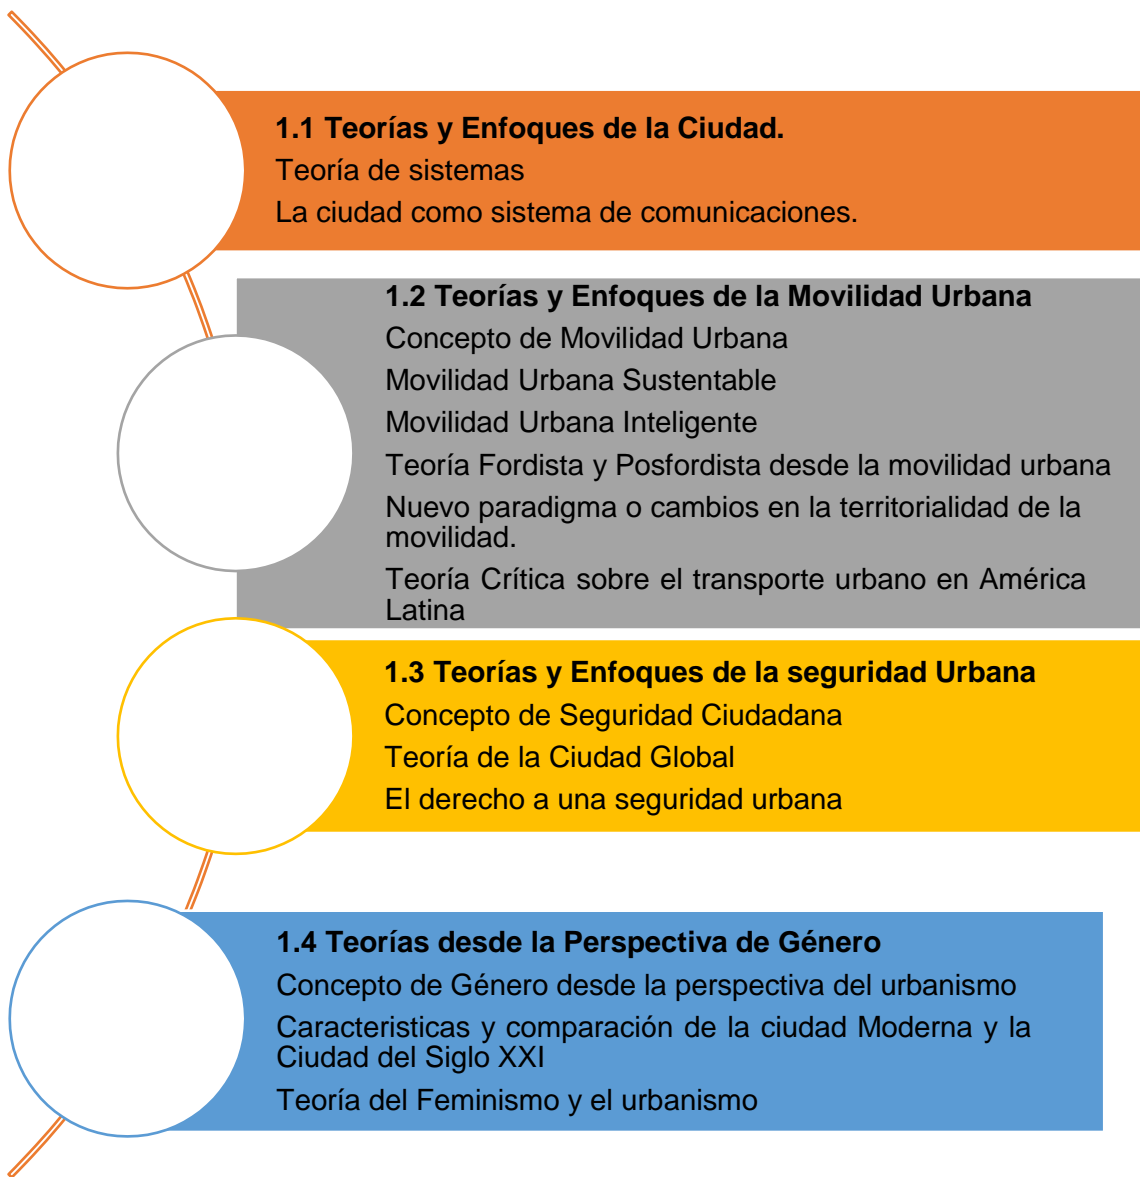 1.1 Teorías y Enfoques de la Ciudad.
Teoría de sistemas
La ciudad como sistema de comunicaciones.
1.2 Teorías y Enfoques de la Movilidad Urbana
Concepto de Movilidad Urbana
Movilidad Urbana Sustentable
Movilidad Urbana Inteligente
Teoría Fordista y Posfordista desde la movilidad urbana
Nuevo paradigma o cambios en la territorialidad de la
movilidad.
Teoría Crítica sobre el transporte urbano en América
Latina
1.3 Teorías y Enfoques de la seguridad Urbana
Concepto de Seguridad Ciudadana
Teoría de la Ciudad Global
El derecho a una seguridad urbana
1.4 Teorías desde la Perspectiva de Género
Concepto de Género desde la perspectiva del urbanismo
Caracteristicas y comparación de la ciudad Moderna y la
Ciudad del Siglo XXI
Teoría del Feminismo y el urbanismo